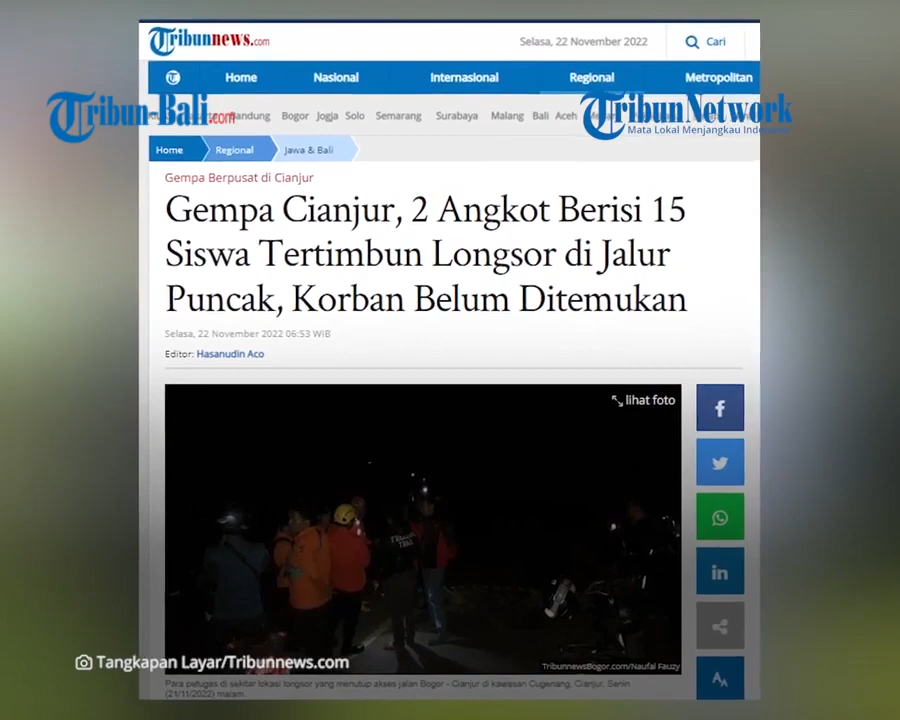 Tribunnews.com
Selasa, 22 November 2022
Cari
Home Nasional Internasional Regional Metropolitan
Tribun-Bali.com
TribunNetwork
Mata Lokal Menjangkau Indonesia
Bandung Bogor Jogja Solo Semarang Surabaya Malang Bali Aceh
Home Regional Jawa & Bali
Gempa Berpusat di Cianjur
Gempa Cianjur, 2 Angkot Berisi 15
Siswa Tertimbun Longsor di Jalur
Puncak, Korban Belum Ditemukan
Selasa, 22 November 2022 06:53 WIB
Editor: Hasanudin Aco
lihat foto
TribunnewsBogor.com/Naufal Fauzy
Tangkapan Layar/Tribunnews.com
Para petugas di sekitar lokasi longsor yang menutup akses jalan Bogor - Cianjur di kawasan Cugenang, Cianjur, Senin
(21/11/2022) malam.